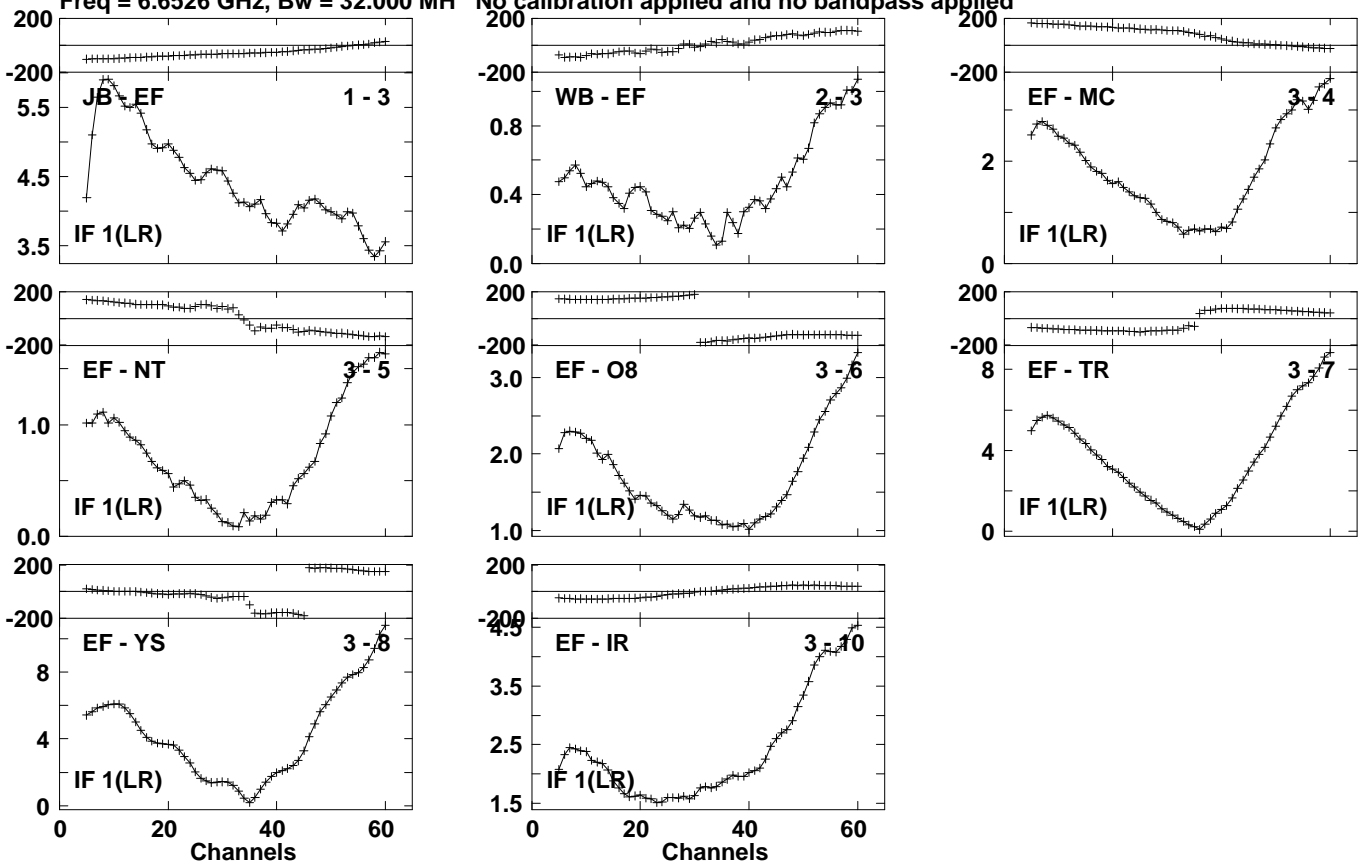 Freq = 6.6526 GHz, Bw = 32.000 MH No calibration applied and no bandpass applied
200
-200
JB - EF 1 - 3
5.5
4.5
3.5
IF 1(LR)
200
-200
WB - EF 2 - 3
0.8
0.4
0.0
IF 1(LR)
200
-200
EF - MC 3 - 4
2
0
IF 1(LR)
200
-200
EF - NT 3 - 5
1.0
0.0
IF 1(LR)
200
-200
EF - O8 3 - 6
3.0
2.0
1.0
IF 1(LR)
200
-200
EF - TR 3 - 7
8
4
0
IF 1(LR)
200
-200
EF - YS 3 - 8
8
4
0
IF 1(LR)
0 20 40 60
Channels
200
-200
4.5
EF - IR 3 - 10
3.5
2.5
1.5
IF 1(LR)
0 20 40 60
Channels